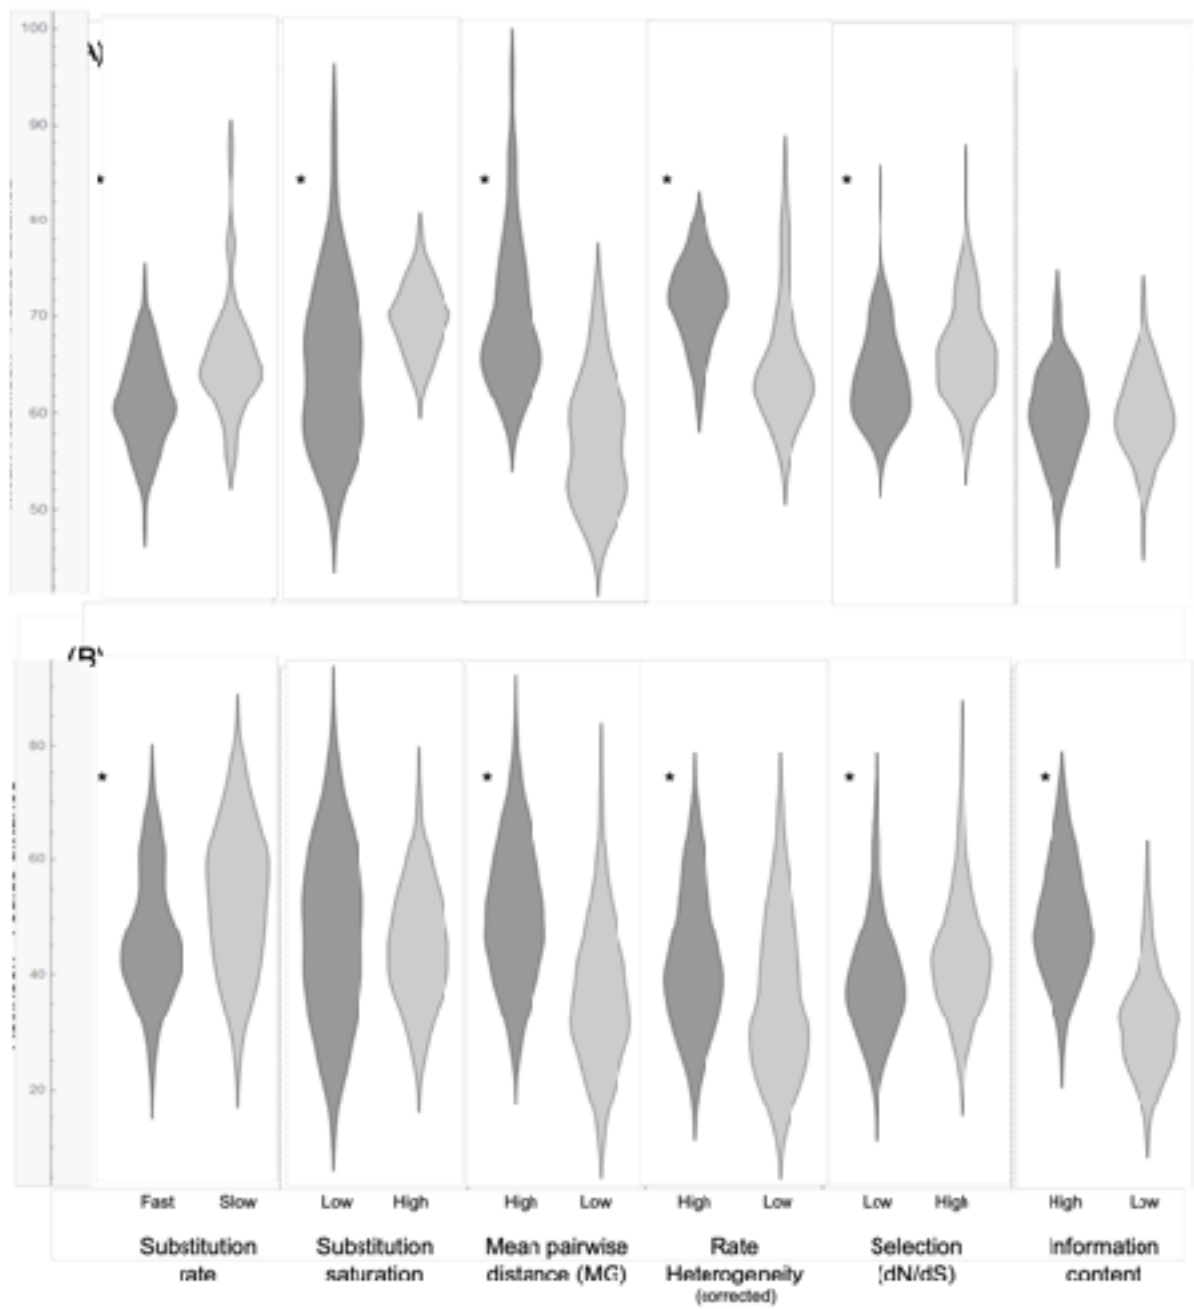 100
A)
90
*
*
*
*
*
80
70
60
50
(B)
80
*
*
*
*
*
60
40
20
Fast Slow Low High High Low High Low Low High High Low
Substitution rate
Substitution saturation
Mean pairwise distance (MG)
Rate Heterogeneity (corrected)
Selection (dN/dS)
Information content